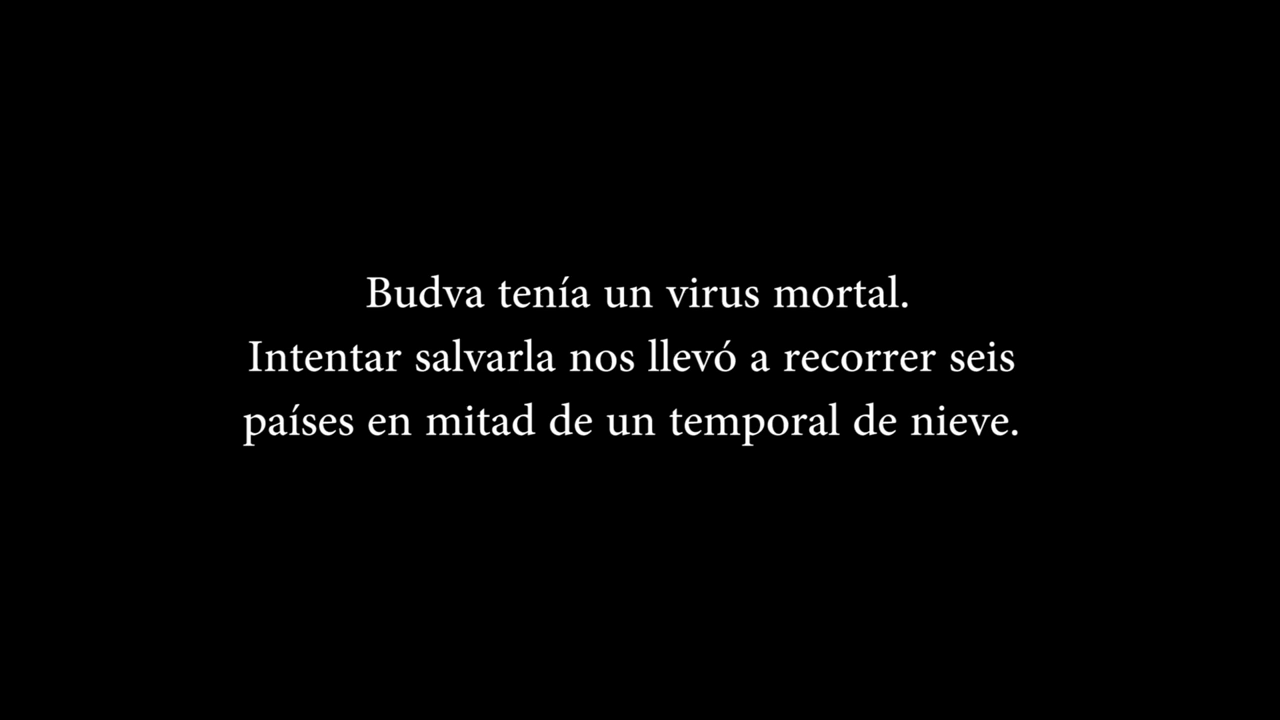 Budva tenía un virus mortal.
Intentar salvarla nos llevó a recorrer seis
países en mitad de un temporal de nieve.